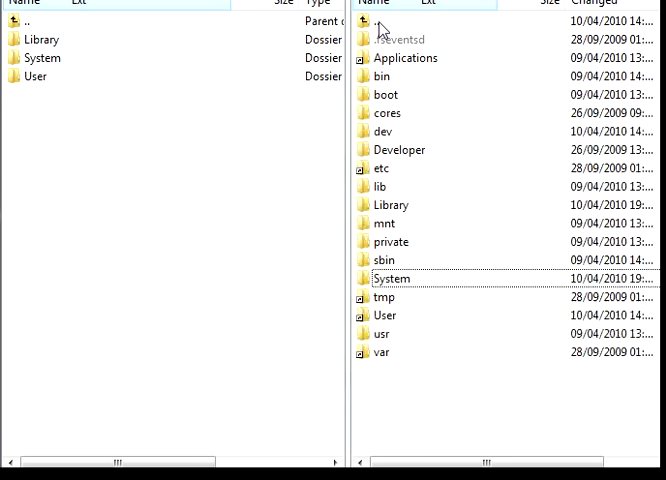 Name Ext Size Type
.. Parent
Library Dossier
System Dossier
User Dossier
Name Ext Size Changed
.. 10/04/2010 14:...
28/09/2009 01:...
Applications 09/04/2010 13:...
bin 09/04/2010 14:...
boot 09/04/2010 13:...
cores 26/09/2009 09:...
dev 10/04/2010 14:...
Developer 26/09/2009 13:...
etc 28/09/2009 01:...
lib 09/04/2010 13:...
Library 10/04/2010 19:...
mnt 09/04/2010 13:...
private 09/04/2010 13:...
sbin 09/04/2010 14:...
System 10/04/2010 19:...
tmp 28/09/2009 01:...
User 10/04/2010 14:...
usr 09/04/2010 13:...
var 28/09/2009 01:...